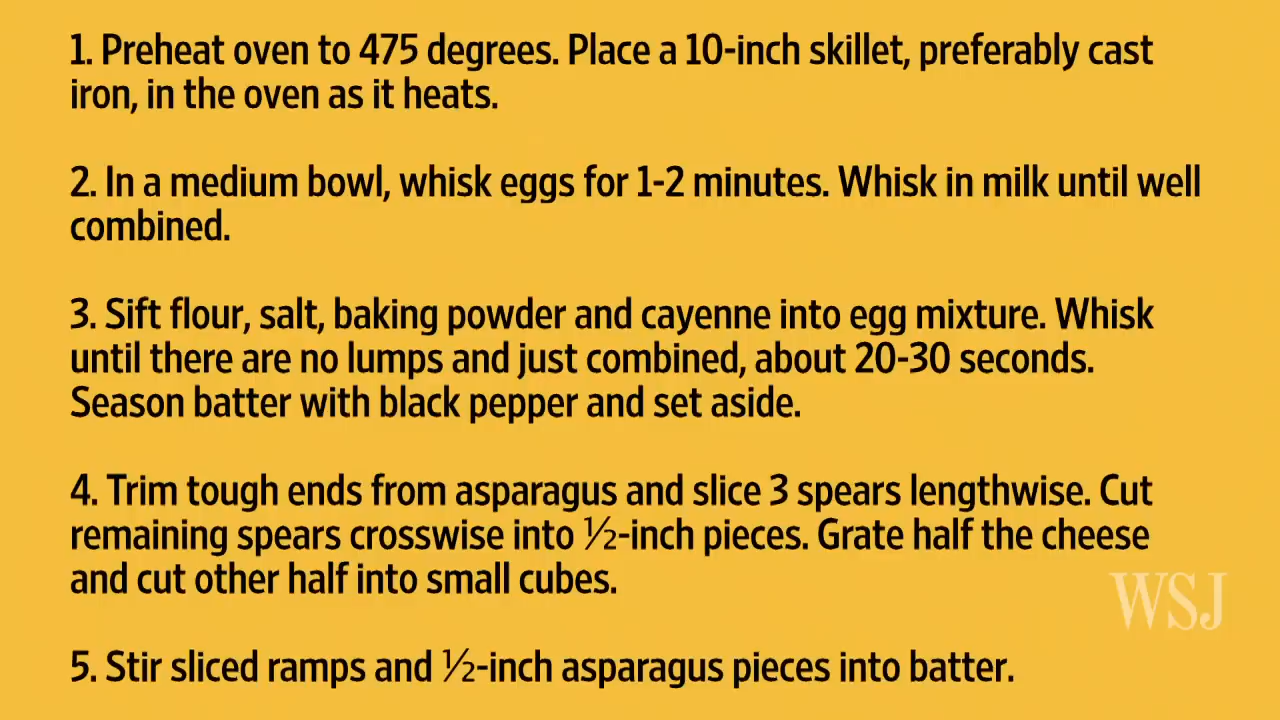 1. Preheat oven to 475 degrees. Place a 10-inch skillet, preferably cast
iron, in the oven as it heats.
2. In a medium bowl, whisk eggs for 1-2 minutes. Whisk in milk until well
combined.
3. Sift flour, salt, baking powder and cayenne into egg mixture. Whisk
until there are no lumps and just combined, about 20-30 seconds.
Season batter with black pepper and set aside.
4. Trim tough ends from asparagus and slice 3 spears lengthwise. Cut
remaining spears crosswise into ½-inch pieces. Grate half the cheese
and cut other half into small cubes.
WSJ
5. Stir sliced ramps and ½-inch asparagus pieces into batter.